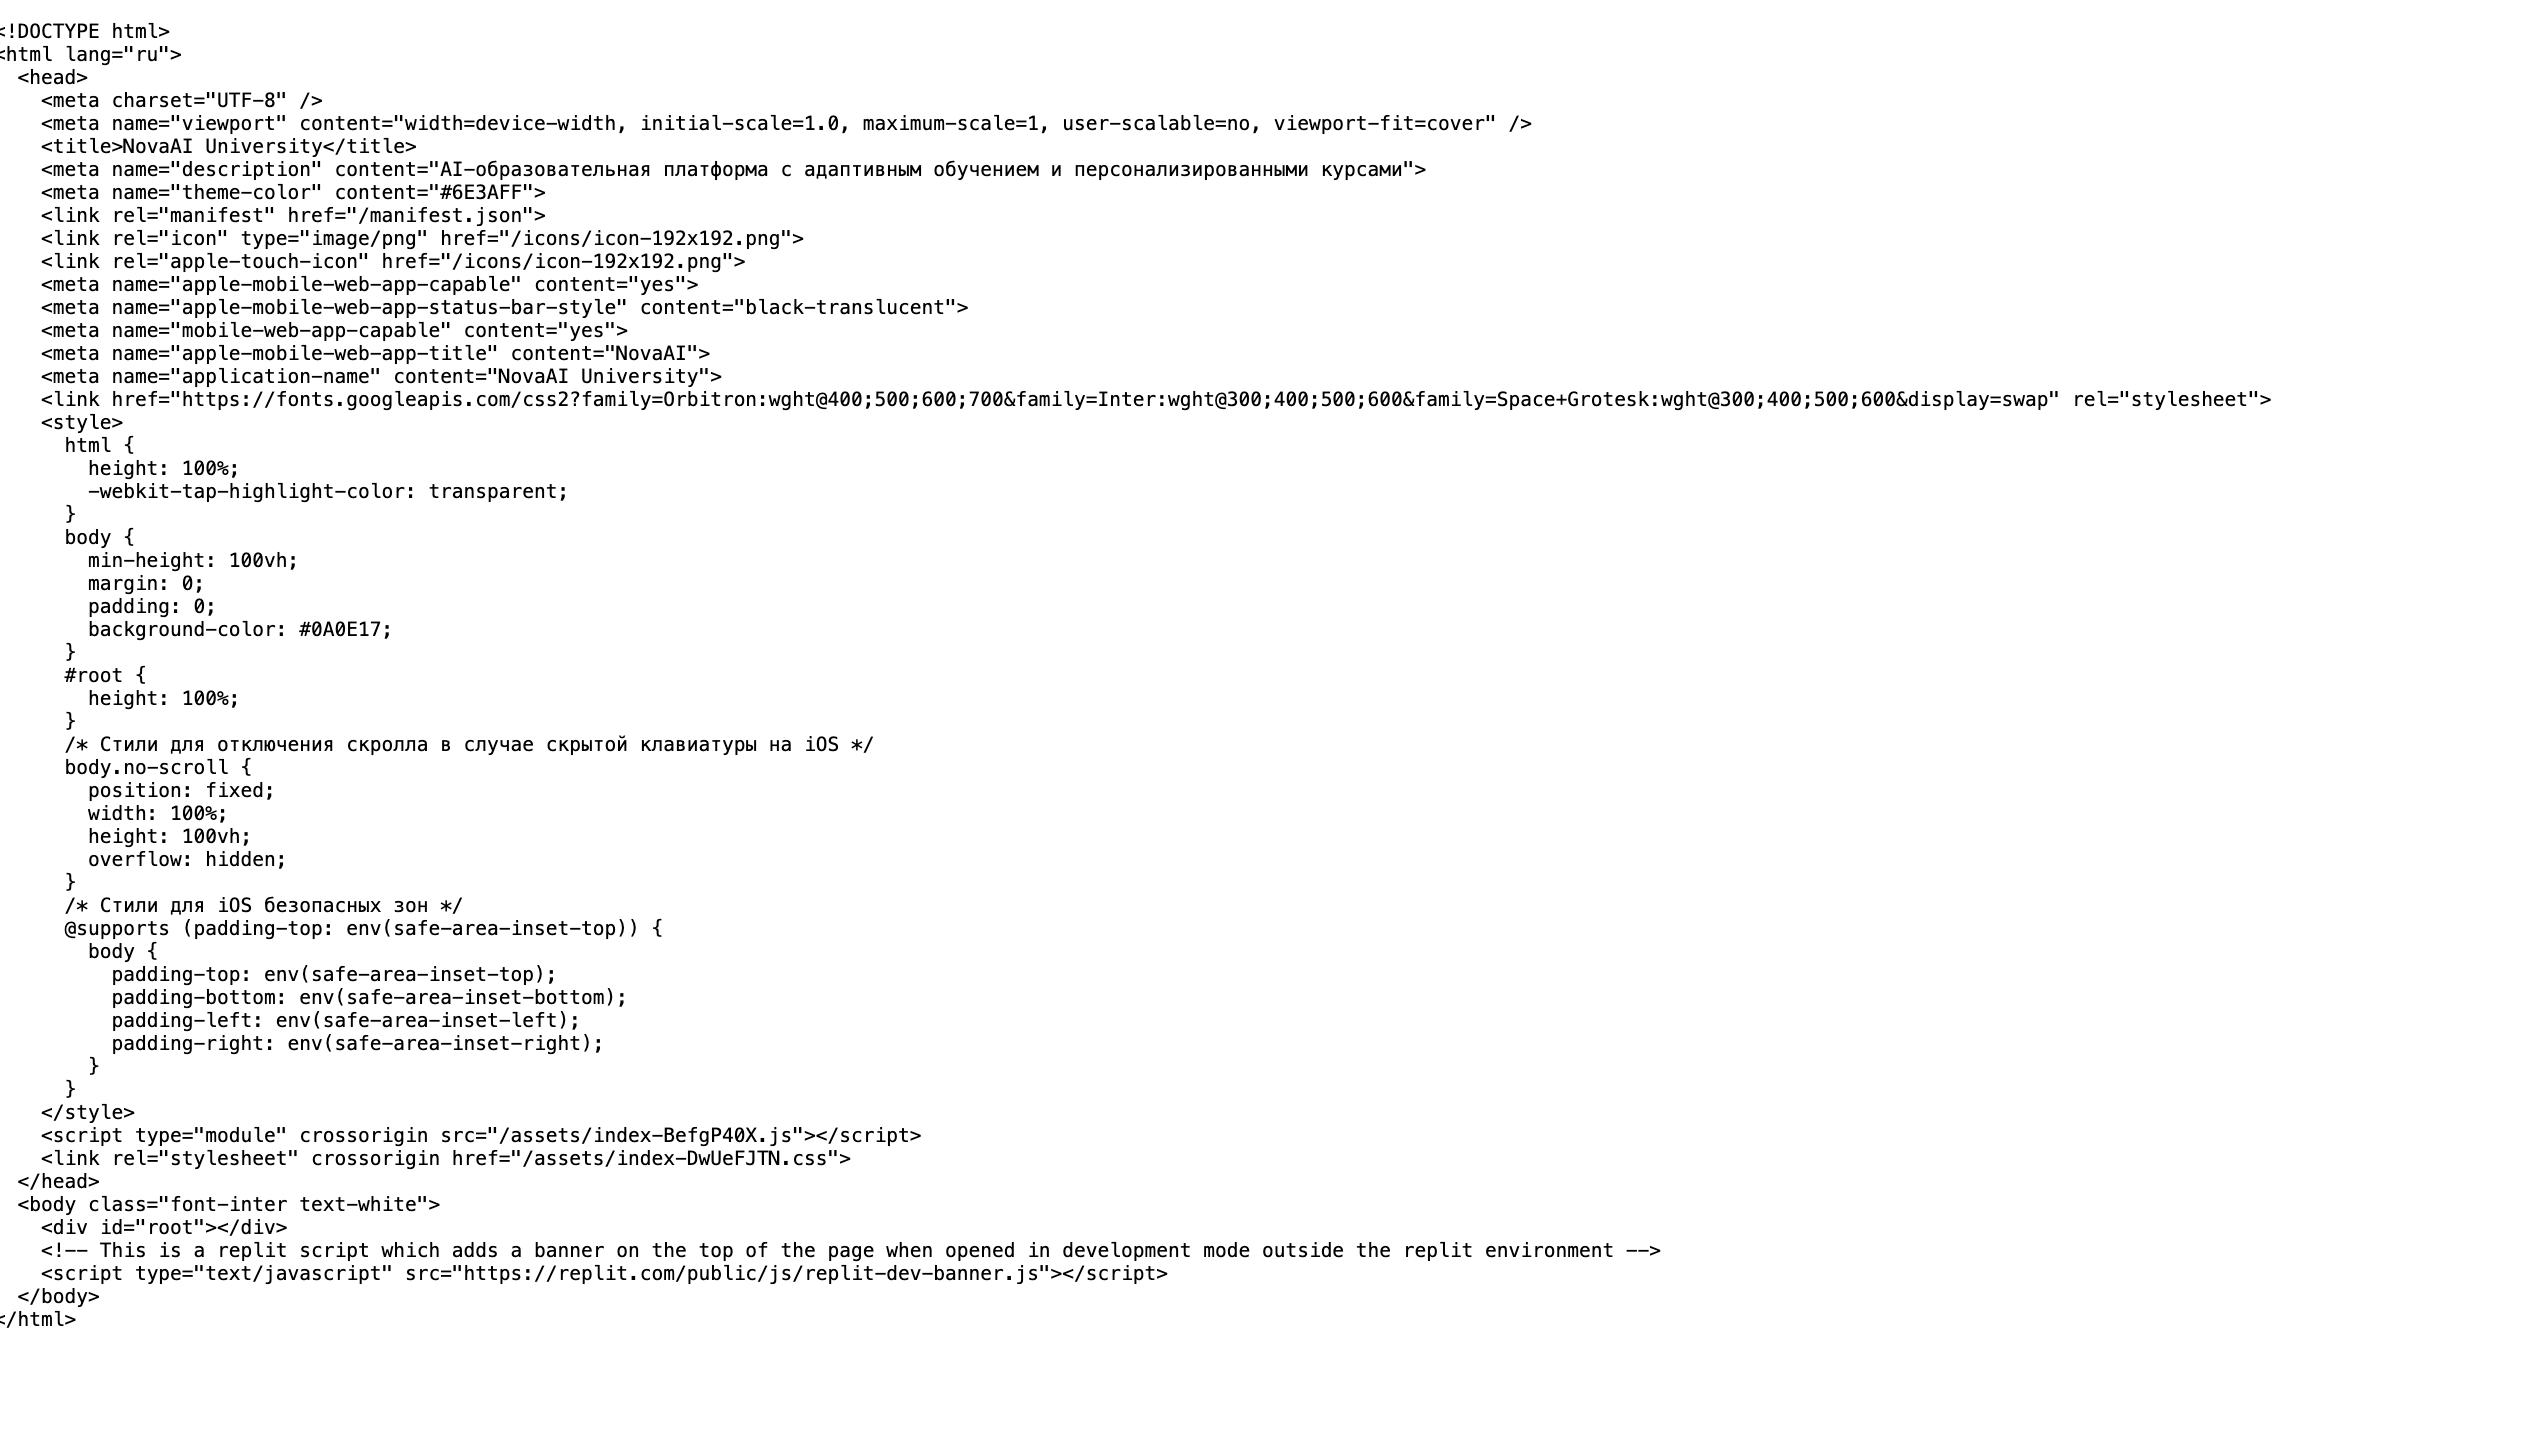 <!DOCTYPE html>
<html lang="ru">
  <head>
    <meta charset="UTF-8" />
    <meta name="viewport" content="width=device-width, initial-scale=1.0, maximum-scale=1, user-scalable=no, viewport-fit=cover" />
    <title>NovaAI University</title>
    <meta name="description" content="AI-образовательная платформа с адаптивным обучением и персонализированными курсами">
    <meta name="theme-color" content="#6E3AFF">
    <link rel="manifest" href="/manifest.json">
    <link rel="icon" type="image/png" href="/icons/icon-192x192.png">
    <link rel="apple-touch-icon" href="/icons/icon-192x192.png">
    <meta name="apple-mobile-web-app-capable" content="yes">
    <meta name="apple-mobile-web-app-status-bar-style" content="black-translucent">
    <meta name="mobile-web-app-capable" content="yes">
    <meta name="apple-mobile-web-app-title" content="NovaAI">
    <meta name="application-name" content="NovaAI University">
    <link href="https://fonts.googleapis.com/css2?family=Orbitron:wght@400;500;600;700&family=Inter:wght@300;400;500;600&family=Space+Grotesk:wght@300;400;500;600&display=swap" rel="stylesheet">
    <style>
      html {
        height: 100%;
        -webkit-tap-highlight-color: transparent;
      }
      body {
        min-height: 100vh;
        margin: 0;
        padding: 0;
        background-color: #0A0E17;
      }
      #root {
        height: 100%;
      }
      /* Стили для отключения скролла в случае скрытой клавиатуры на iOS */
      body.no-scroll {
        position: fixed;
        width: 100%;
        height: 100vh;
        overflow: hidden;
      }
      /* Стили для iOS безопасных зон */
      @supports (padding-top: env(safe-area-inset-top)) {
        body {
          padding-top: env(safe-area-inset-top);
          padding-bottom: env(safe-area-inset-bottom);
          padding-left: env(safe-area-inset-left);
          padding-right: env(safe-area-inset-right);
        }
      }
    </style>
    <script type="module" crossorigin src="/assets/index-BefgP40X.js"></script>
    <link rel="stylesheet" crossorigin href="/assets/index-DwUeFJTN.css">
  </head>
  <body class="font-inter text-white">
    <div id="root"></div>
    <!-- This is a replit script which adds a banner on the top of the page when opened in development mode outside the replit environment -->
    <script type="text/javascript" src="https://replit.com/public/js/replit-dev-banner.js"></script>
  </body>
</html>